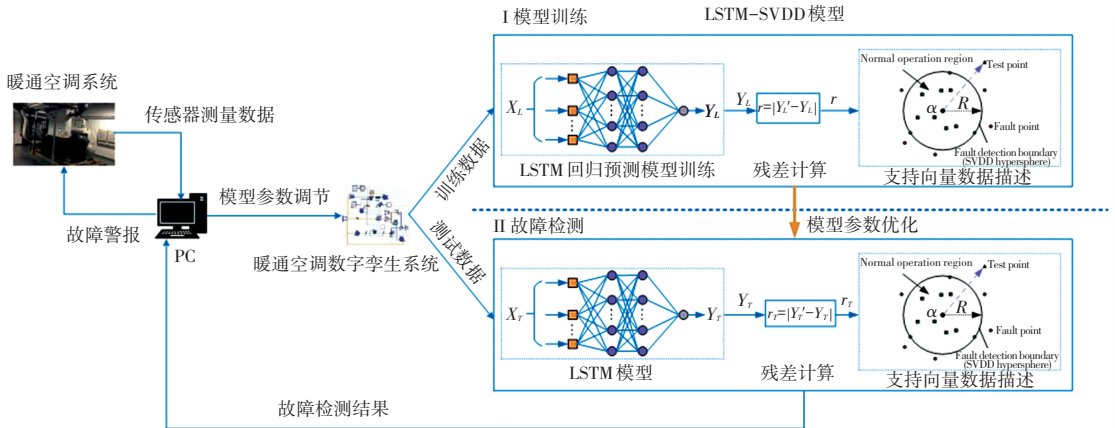 I 模型训练
LSTM-SVDD 模型
暖通空调系统
传感器测量数据
故障警报
PC
模型参数调节
暖通空调数字孪生系统
训练数据
测试数据
X_L
Y_L
LSTM 回归预测模型训练
Y_L
r=|Y_L′-Y_L|
r
残差计算
Normal operation region
Test point
α
R
Fault point
Fault detection boundary
(SVDD hypersphere)
支持向量数据描述
模型参数优化
II 故障检测
X_T
Y_T
LSTM 模型
Y_T
r_T=|Y_T′-Y_T|
r_T
残差计算
Normal operation region
Test point
α
R
Fault point
Fault detection boundary
(SVDD hypersphere)
支持向量数据描述
故障检测结果